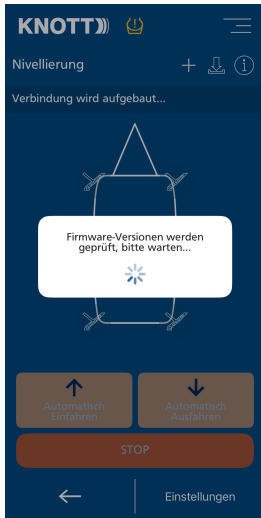 KNOTT
Nivellierung
Verbindung wird aufgebaut...
Firmware-Versionen werden
geprüft, bitte warten...
Automatisch
Einfahren
Automatisch
Ausfahren
STOP
Einstellungen